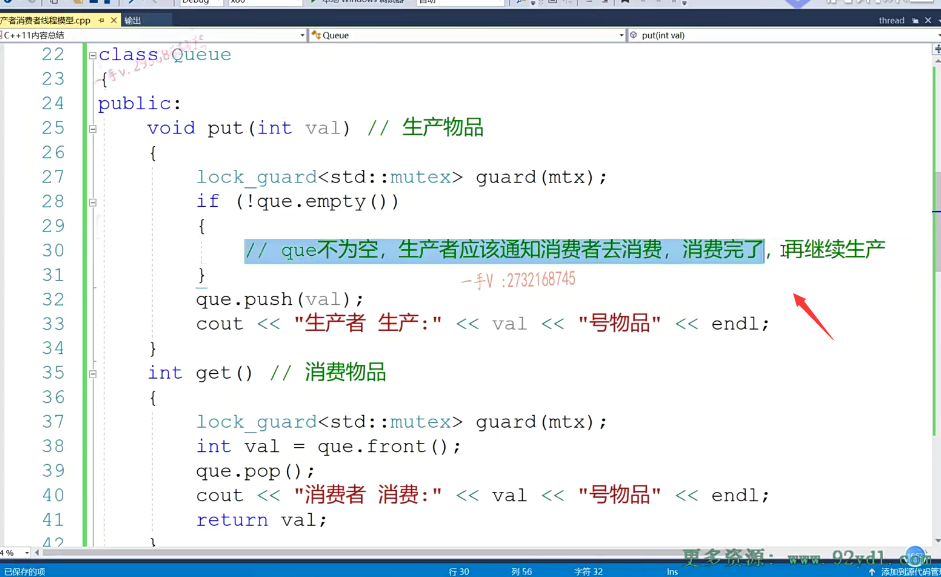 产者消费者线程模型.cpp 输出 thread
C++11内容总结 Queue put(int val)
22 class Queue
23 {
24 public:
25 void put(int val) // 生产物品
26 {
27 lock_guard<std::mutex> guard(mtx);
28 if (!que.empty())
29 {
30 // que不为空，生产者应该通知消费者去消费，消费完了，再继续生产
31 }
一手V :2732168745
32 que.push(val);
33 cout << "生产者 生产:" << val << "号物品" << endl;
34 }
35 int get() // 消费物品
36 {
37 lock_guard<std::mutex> guard(mtx);
38 int val = que.front();
39 que.pop();
40 cout << "消费者 消费:" << val << "号物品" << endl;
41 return val;
42 }
更多资源: www.92ydl.com
已保存的项 行 30 列 56 字符 32 Ins 添加到源代码管